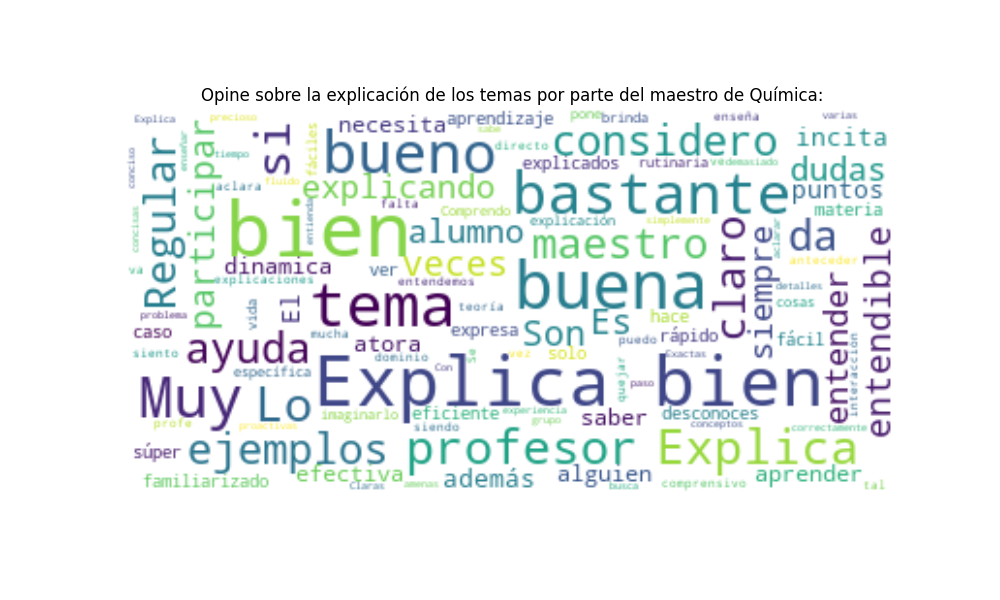 Opine sobre la explicación de los temas por parte del maestro de Química:
Explica
precioso
necesita
aprendizaje
pone
brinda
enseña
varias
si
fáciles
sabe
bueno
directo
considero
incita
enseñar
conciso
Regular
participar
tiempo
explicados
rutinaria
demasiado
dudas
aclara
fluido
explicando
bastante
puntos
falta
Comprendo
materia
concisas
bien
entienda
alumno
explicación
simplemente
maestro
claro
siempre
aclarar
da
entendible
dinamica
ver
veces
entendemos
buena
anteceder
va
explicaciones
detalles
problema
vida
El
tema
teoría
hace
cosas
entender
caso
mucha
expresa
Son
Es
puedo
rápido
fácil
interacción
siento
ayuda
atora
dominio
se
vez
solo
Exactas
específica
Con
quejar
paso
Muy
Lo
Explica
bien
imaginarlo
eficiente
experiencia
grupo
saber
desconoces
profe
proactivas
siendo
conceptos
correctamente
súper
ejemplos
profesor
Explica
familiarizado
efectiva
Claras
amenas
además
alguien
busca
comprensivo
aprender
tal